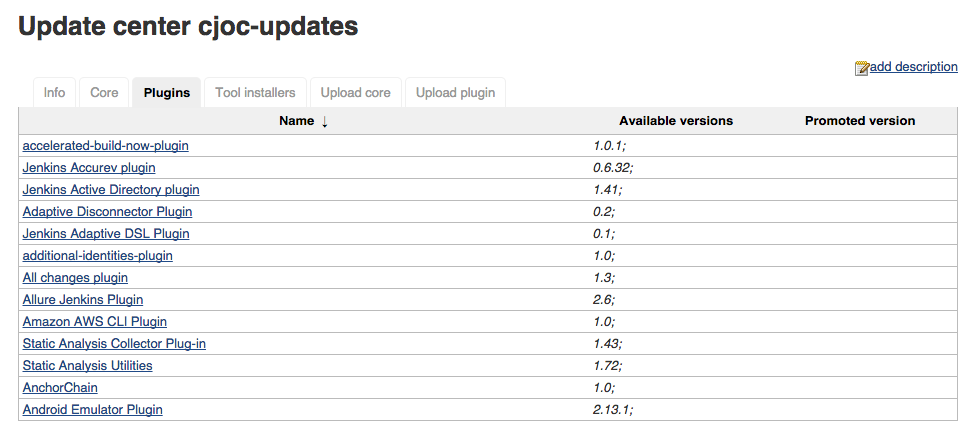 Update center cjoc-updates
add description
Info Core Plugins Tool installers Upload core Upload plugin
Name ↓ Available versions Promoted version
accelerated-build-now-plugin 1.0.1;
Jenkins Accurev plugin 0.6.32;
Jenkins Active Directory plugin 1.41;
Adaptive Disconnector Plugin 0.2;
Jenkins Adaptive DSL Plugin 0.1;
additional-identities-plugin 1.0;
All changes plugin 1.3;
Allure Jenkins Plugin 2.6;
Amazon AWS CLI Plugin 1.0;
Static Analysis Collector Plug-in 1.43;
Static Analysis Utilities 1.72;
AnchorChain 1.0;
Android Emulator Plugin 2.13.1;